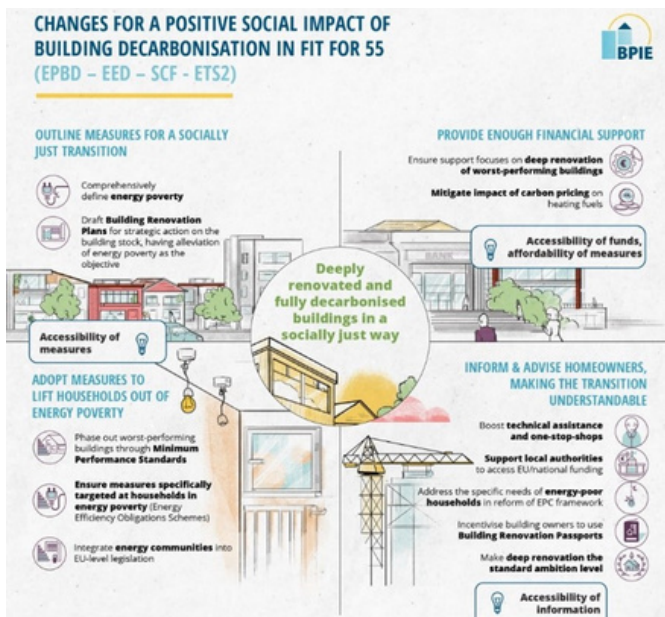 CHANGES FOR A POSITIVE SOCIAL IMPACT OF
BUILDING DECARBONISATION IN FIT FOR 55
(EPBD – EED – SCF - ETS2)
BPIE
OUTLINE MEASURES FOR A SOCIALLY
JUST TRANSITION
Comprehensively
define energy poverty
Draft Building Renovation
Plans for strategic action on the
building stock, having alleviation
of energy poverty as the
objective
Accessibility of
measures
PROVIDE ENOUGH FINANCIAL SUPPORT
Ensure support focuses on deep renovation
of worst-performing buildings
Mitigate impact of carbon pricing on
heating fuels
BANK
Accessibility of funds,
affordability of measures
Deeply
renovated and
fully decarbonised
buildings in a
socially just way
ADOPT MEASURES TO
LIFT HOUSEHOLDS OUT OF
ENERGY POVERTY
Phase out worst-performing
buildings through Minimum
Performance Standards
Ensure measures specifically
targeted at households in
energy poverty (Energy
Efficiency Obligations Schemes)
Integrate energy communities into
EU-level legislation
INFORM & ADVISE HOMEOWNERS,
MAKING THE TRANSITION
UNDERSTANDABLE
Boost technical assistance
and one-stop-shops
Support local authorities
to access EU/national funding
Address the specific needs of energy-poor
households in reform of EPC framework
Incentivise building owners to use
Building Renovation Passports
Make deep renovation the
standard ambition level
Accessibility of
information